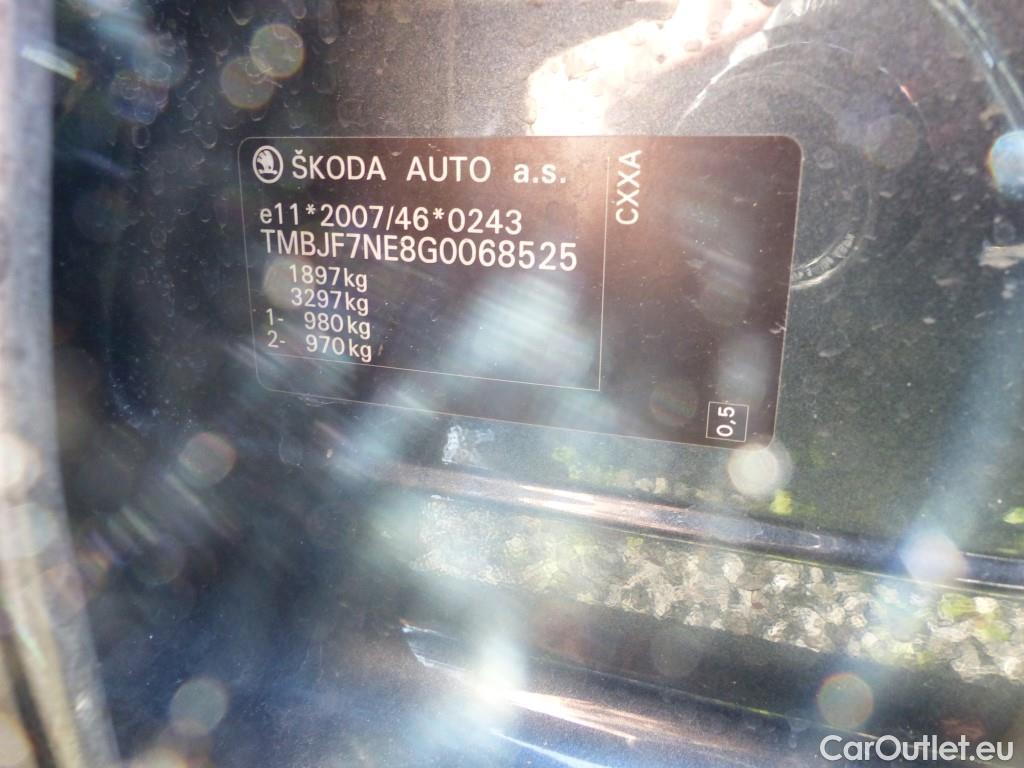 ŠKODA AUTO a.s.
e11*2007/46*0243
TMBJF7NE8G0068525
1897kg
3297kg
1- 980kg
2- 970kg
CXXA
0,5
CarOutlet.eu